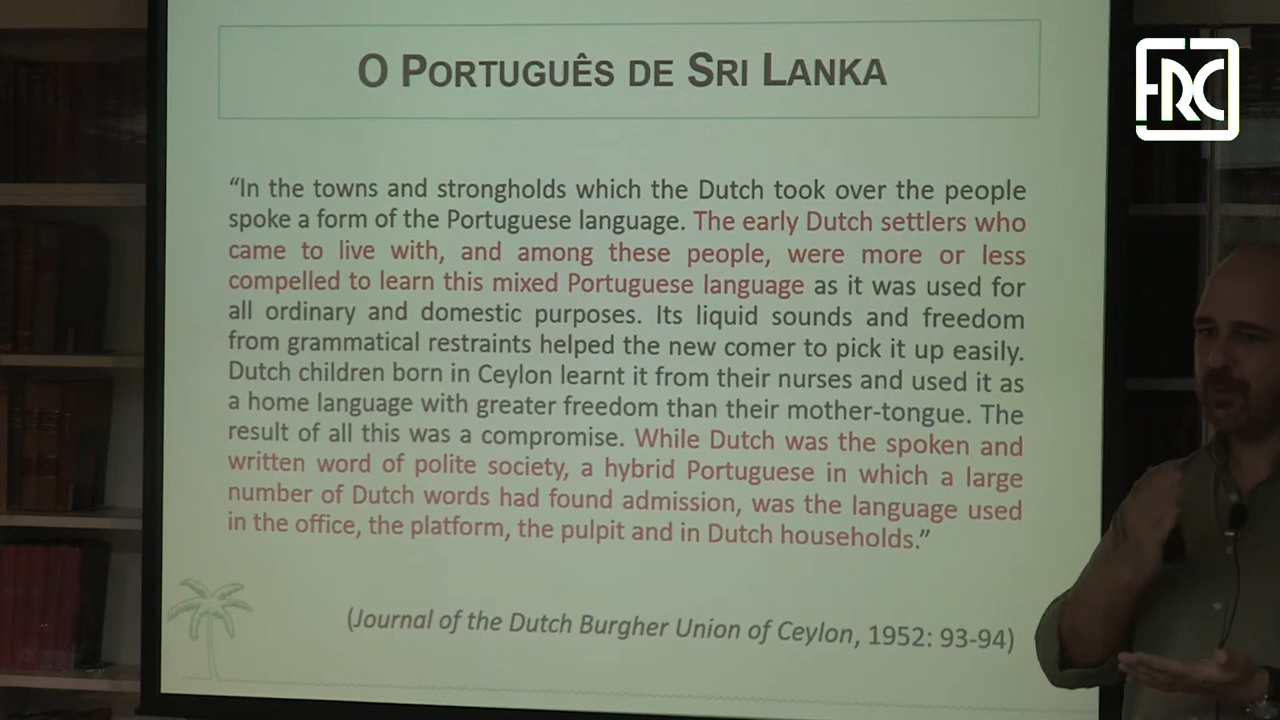 O PORTUGUÊS DE SRI LANKA
FRC
“In the towns and strongholds which the Dutch took over the people
spoke a form of the Portuguese language. The early Dutch settlers who
came to live with, and among these people, were more or less
compelled to learn this mixed Portuguese language as it was used for
all ordinary and domestic purposes. Its liquid sounds and freedom
from grammatical restraints helped the new comer to pick it up easily.
Dutch children born in Ceylon learnt it from their nurses and used it as
a home language with greater freedom than their mother-tongue. The
result of all this was a compromise. While Dutch was the spoken and
written word of polite society, a hybrid Portuguese in which a large
number of Dutch words had found admission, was the language used
in the office, the platform, the pulpit and in Dutch households.”
(Journal of the Dutch Burgher Union of Ceylon, 1952: 93-94)